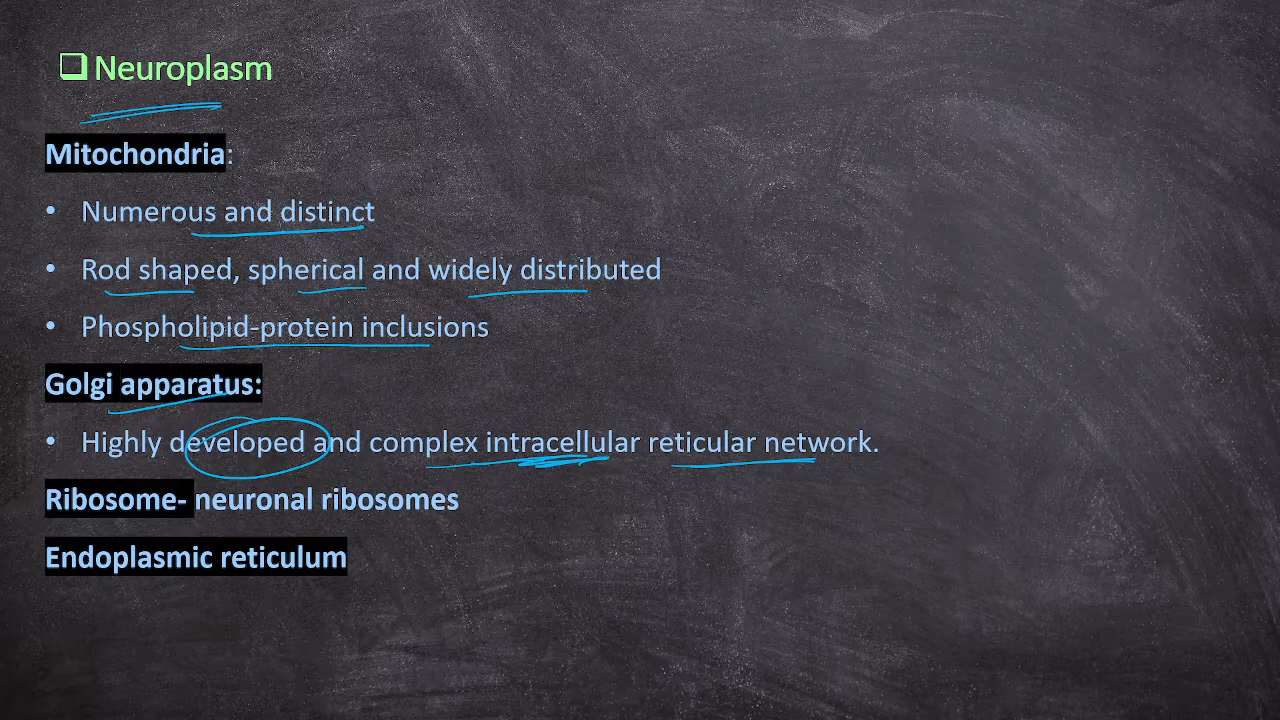 Neuroplasm
Mitochondria:
• Numerous and distinct
• Rod shaped, spherical and widely distributed
• Phospholipid-protein inclusions
Golgi apparatus:
• Highly developed and complex intracellular reticular network.
Ribosome- neuronal ribosomes
Endoplasmic reticulum